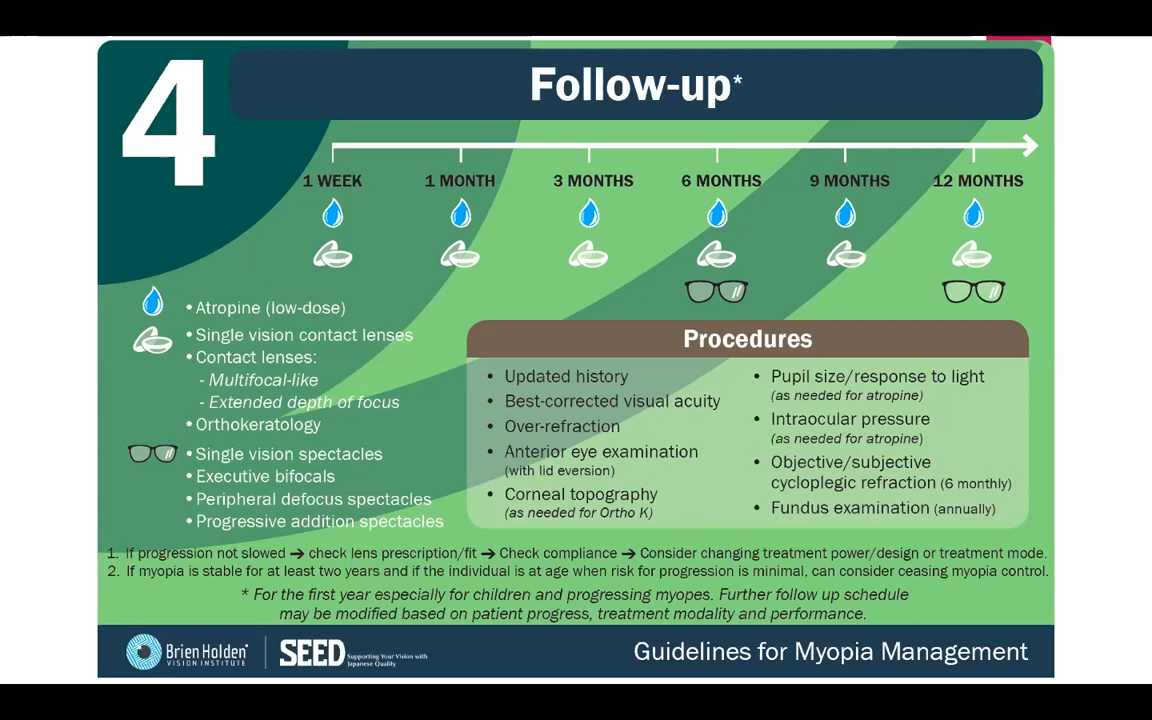 4
Follow-up*
1 WEEK 1 MONTH 3 MONTHS 6 MONTHS 9 MONTHS 12 MONTHS
• Atropine (low-dose)
• Single vision contact lenses
• Contact lenses:
- Multifocal-like
- Extended depth of focus
• Orthokeratology
• Single vision spectacles
• Executive bifocals
• Peripheral defocus spectacles
• Progressive addition spectacles
Procedures
• Updated history
• Best-corrected visual acuity
• Over-refraction
• Anterior eye examination
(with lid eversion)
• Corneal topography
(as needed for Ortho K)
• Pupil size/response to light
(as needed for atropine)
• Intraocular pressure
(as needed for atropine)
• Objective/subjective
cycloplegic refraction (6 monthly)
• Fundus examination (annually)
1. If progression not slowed ➔ check lens prescription/fit ➔ Check compliance ➔ Consider changing treatment power/design or treatment mode.
2. If myopia is stable for at least two years and if the individual is at age when risk for progression is minimal, can consider ceasing myopia control.
* For the first year especially for children and progressing myopes. Further follow up schedule
may be modified based on patient progress, treatment modality and performance.
Brien Holden
VISION INSTITUTE
SEED
Supporting Your Vision with
Japanese Quality
Guidelines for Myopia Management